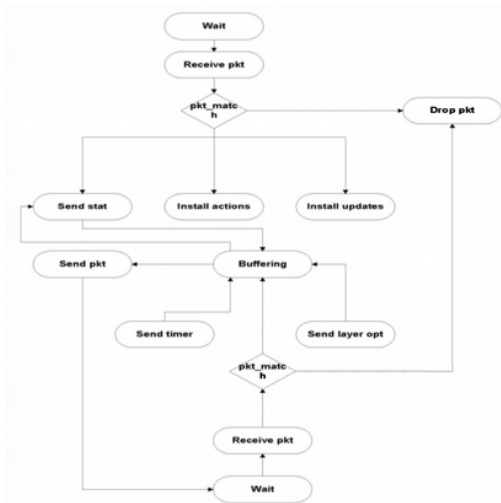 Wait
Receive pkt
pkt_matc
h
Drop pkt
Send stat
Install actions
Install updates
Send pkt
Buffering
Send timer
Send layer opt
pkt_matc
h
Receive pkt
Wait